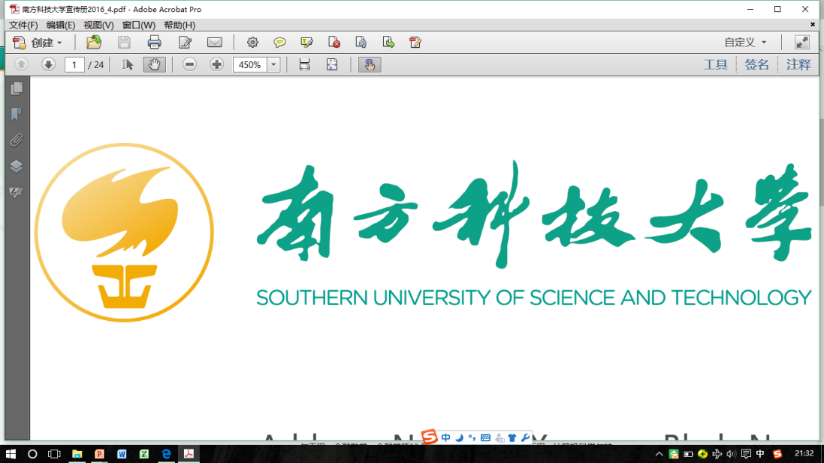 南方科技大学宣传册2016_4.pdf - Adobe Acrobat Pro
文件(F) 编辑(E) 视图(V) 窗口(W) 帮助(H)
创建 自定义
1 / 24 450% 工具 签名 注释
南方科技大学
SOUTHERN UNIVERSITY OF SCIENCE AND TECHNOLOGY
中
中 21:32